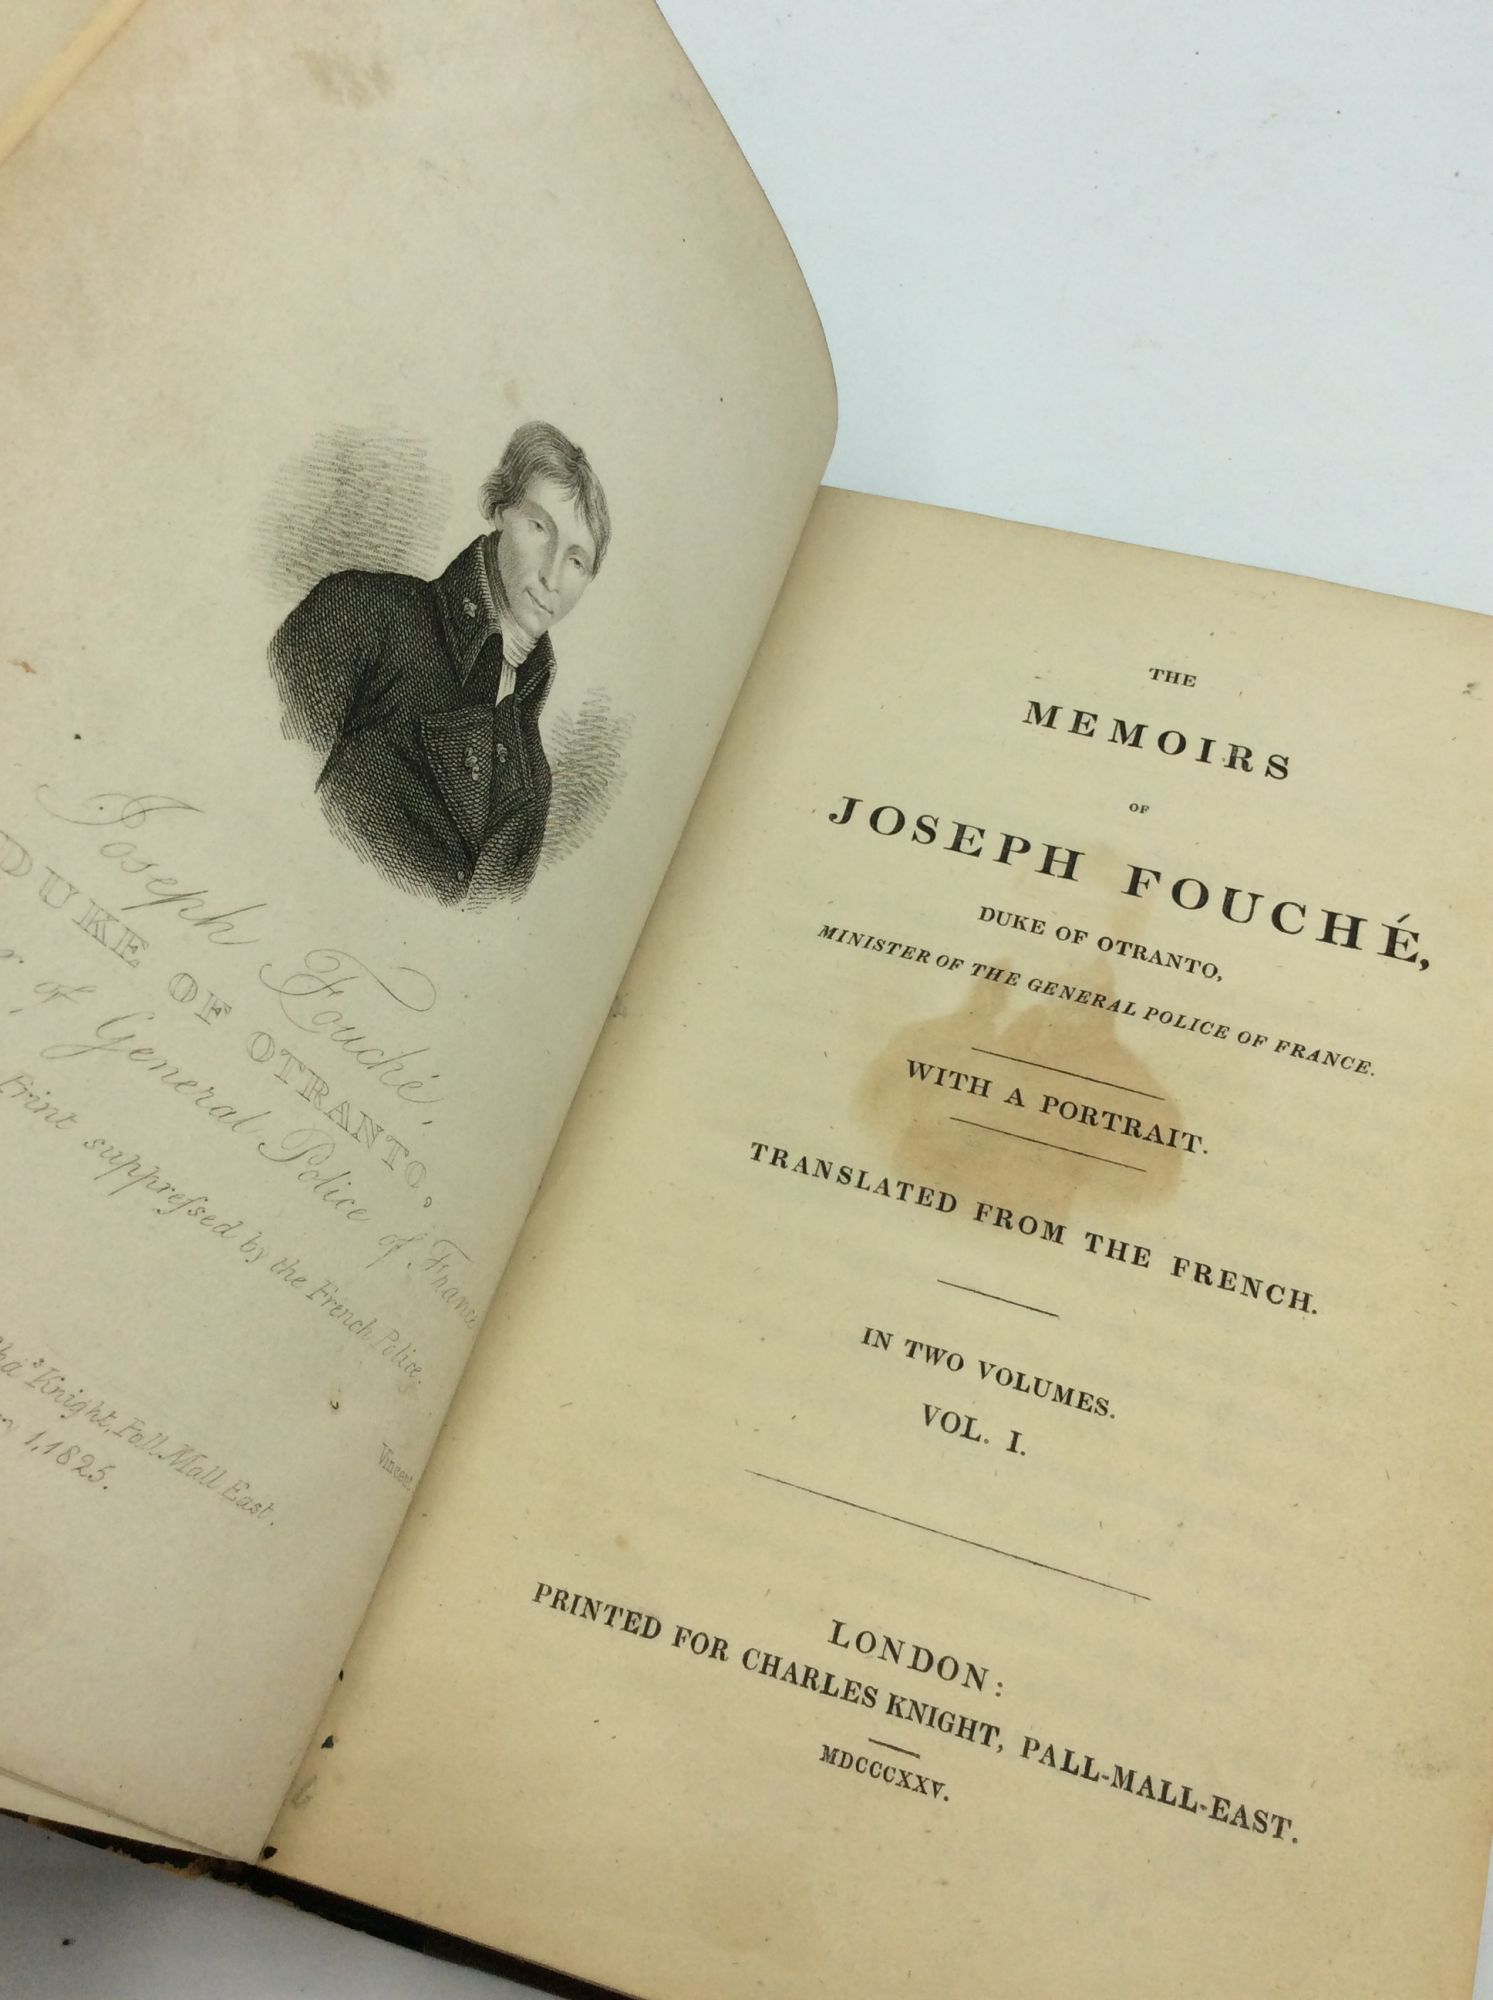 Joseph Fouché,
DUKE OF OTRANTO,
of General Police of France
Print suppreſsed by the French Police.
Knight, Pall Mall East.
1, 1825.
Vincent
THE
MEMOIRS
OF
JOSEPH FOUCHÉ,
DUKE OF OTRANTO,
MINISTER OF THE GENERAL POLICE OF FRANCE.
WITH A PORTRAIT.
TRANSLATED FROM THE FRENCH.
IN TWO VOLUMES.
VOL. I.
LONDON:
PRINTED FOR CHARLES KNIGHT, PALL-MALL-EAST.
MDCCCXXV.